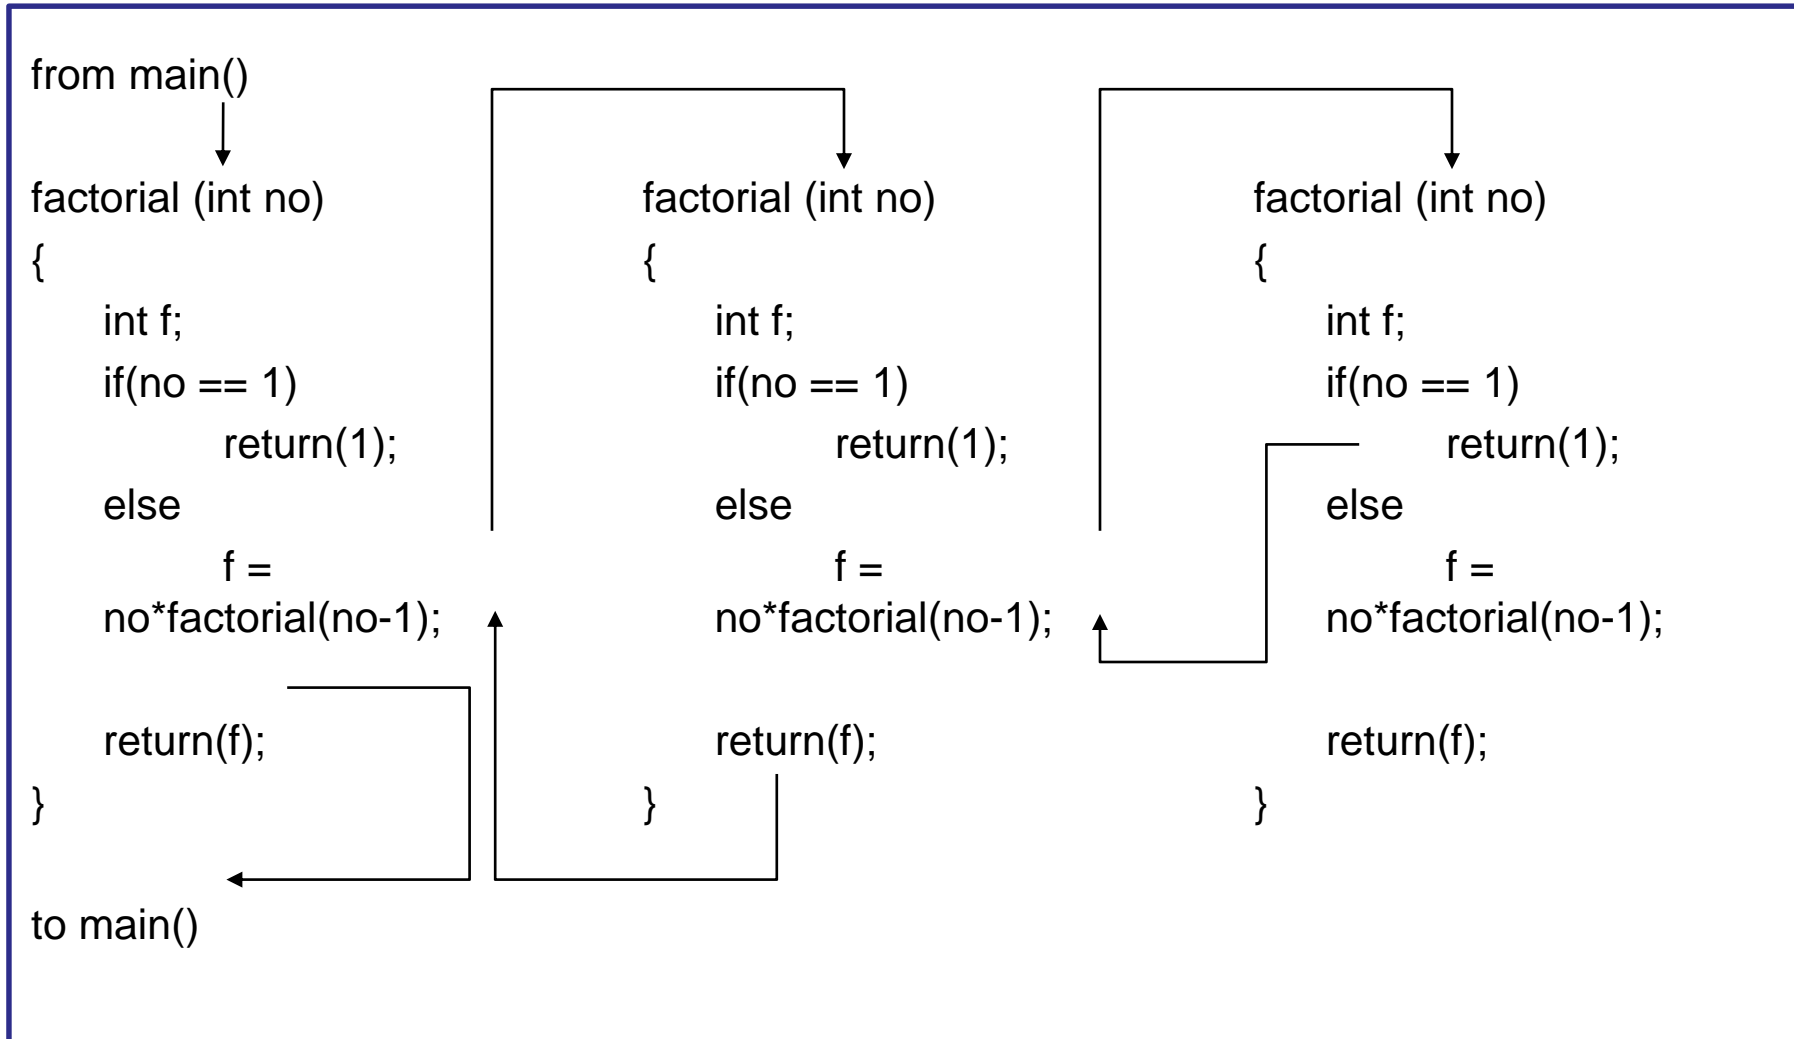 from main()
factorial (int no)
{
int f;
if(no == 1)
return(1);
else
f =
no*factorial(no-1);
return(f);
}
to main()
factorial (int no)
{
int f;
if(no == 1)
return(1);
else
f =
no*factorial(no-1);
return(f);
}
factorial (int no)
{
int f;
if(no == 1)
return(1);
else
f =
no*factorial(no-1);
return(f);
}